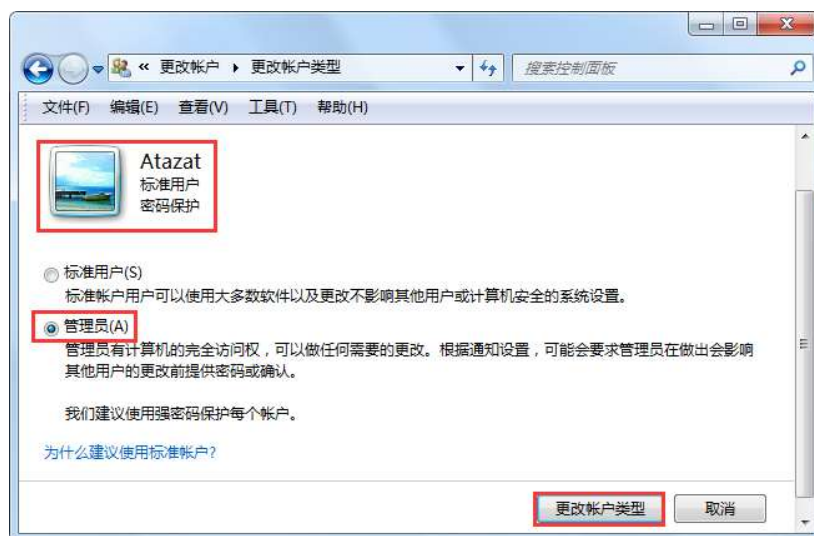 « 更改帐户 ▸ 更改帐户类型
搜索控制面板
文件(F) 编辑(E) 查看(V) 工具(T) 帮助(H)
Atazat
标准用户
密码保护
标准用户(S)
标准帐户用户可以使用大多数软件以及更改不影响其他用户或计算机安全的系统设置。
管理员(A)
管理员有计算机的完全访问权，可以做任何需要的更改。根据通知设置，可能会要求管理员在做出会影响
其他用户的更改前提供密码或确认。
我们建议使用强密码保护每个帐户。
为什么建议使用标准帐户?
更改帐户类型 取消